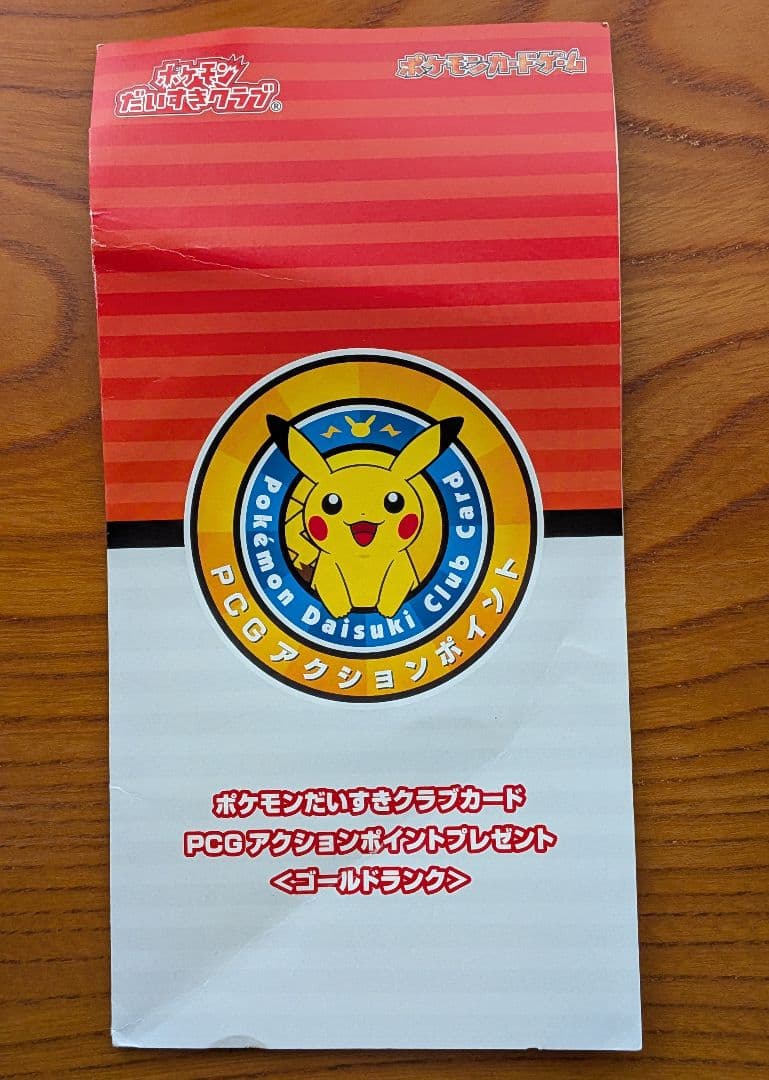 ポケモン
だいすきクラブ®
ポケモンカードゲーム
Pokémon Daisuki Club Card
PCGアクションポイント
ポケモンだいすきクラブカード
PCGアクションポイントプレゼント
<ゴールドランク>